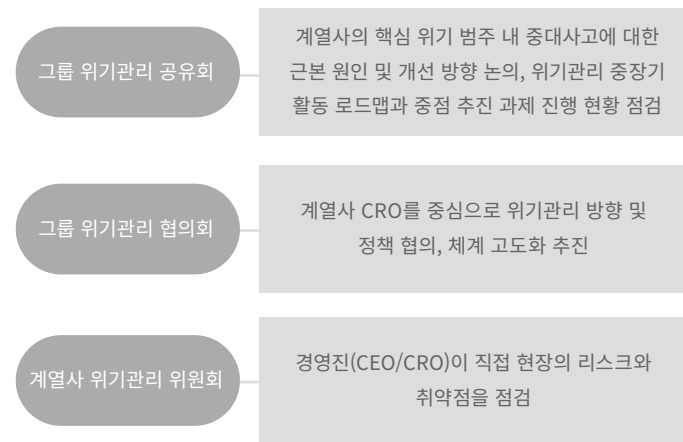 그룹 위기관리 공유회
계열사의 핵심 위기 범주 내 중대사고에 대한
근본 원인 및 개선 방향 논의, 위기관리 중장기
활동 로드맵과 중점 추진 과제 진행 현황 점검
그룹 위기관리 협의회
계열사 CRO를 중심으로 위기관리 방향 및
정책 협의, 체계 고도화 추진
계열사 위기관리 위원회
경영진(CEO/CRO)이 직접 현장의 리스크와
취약점을 점검